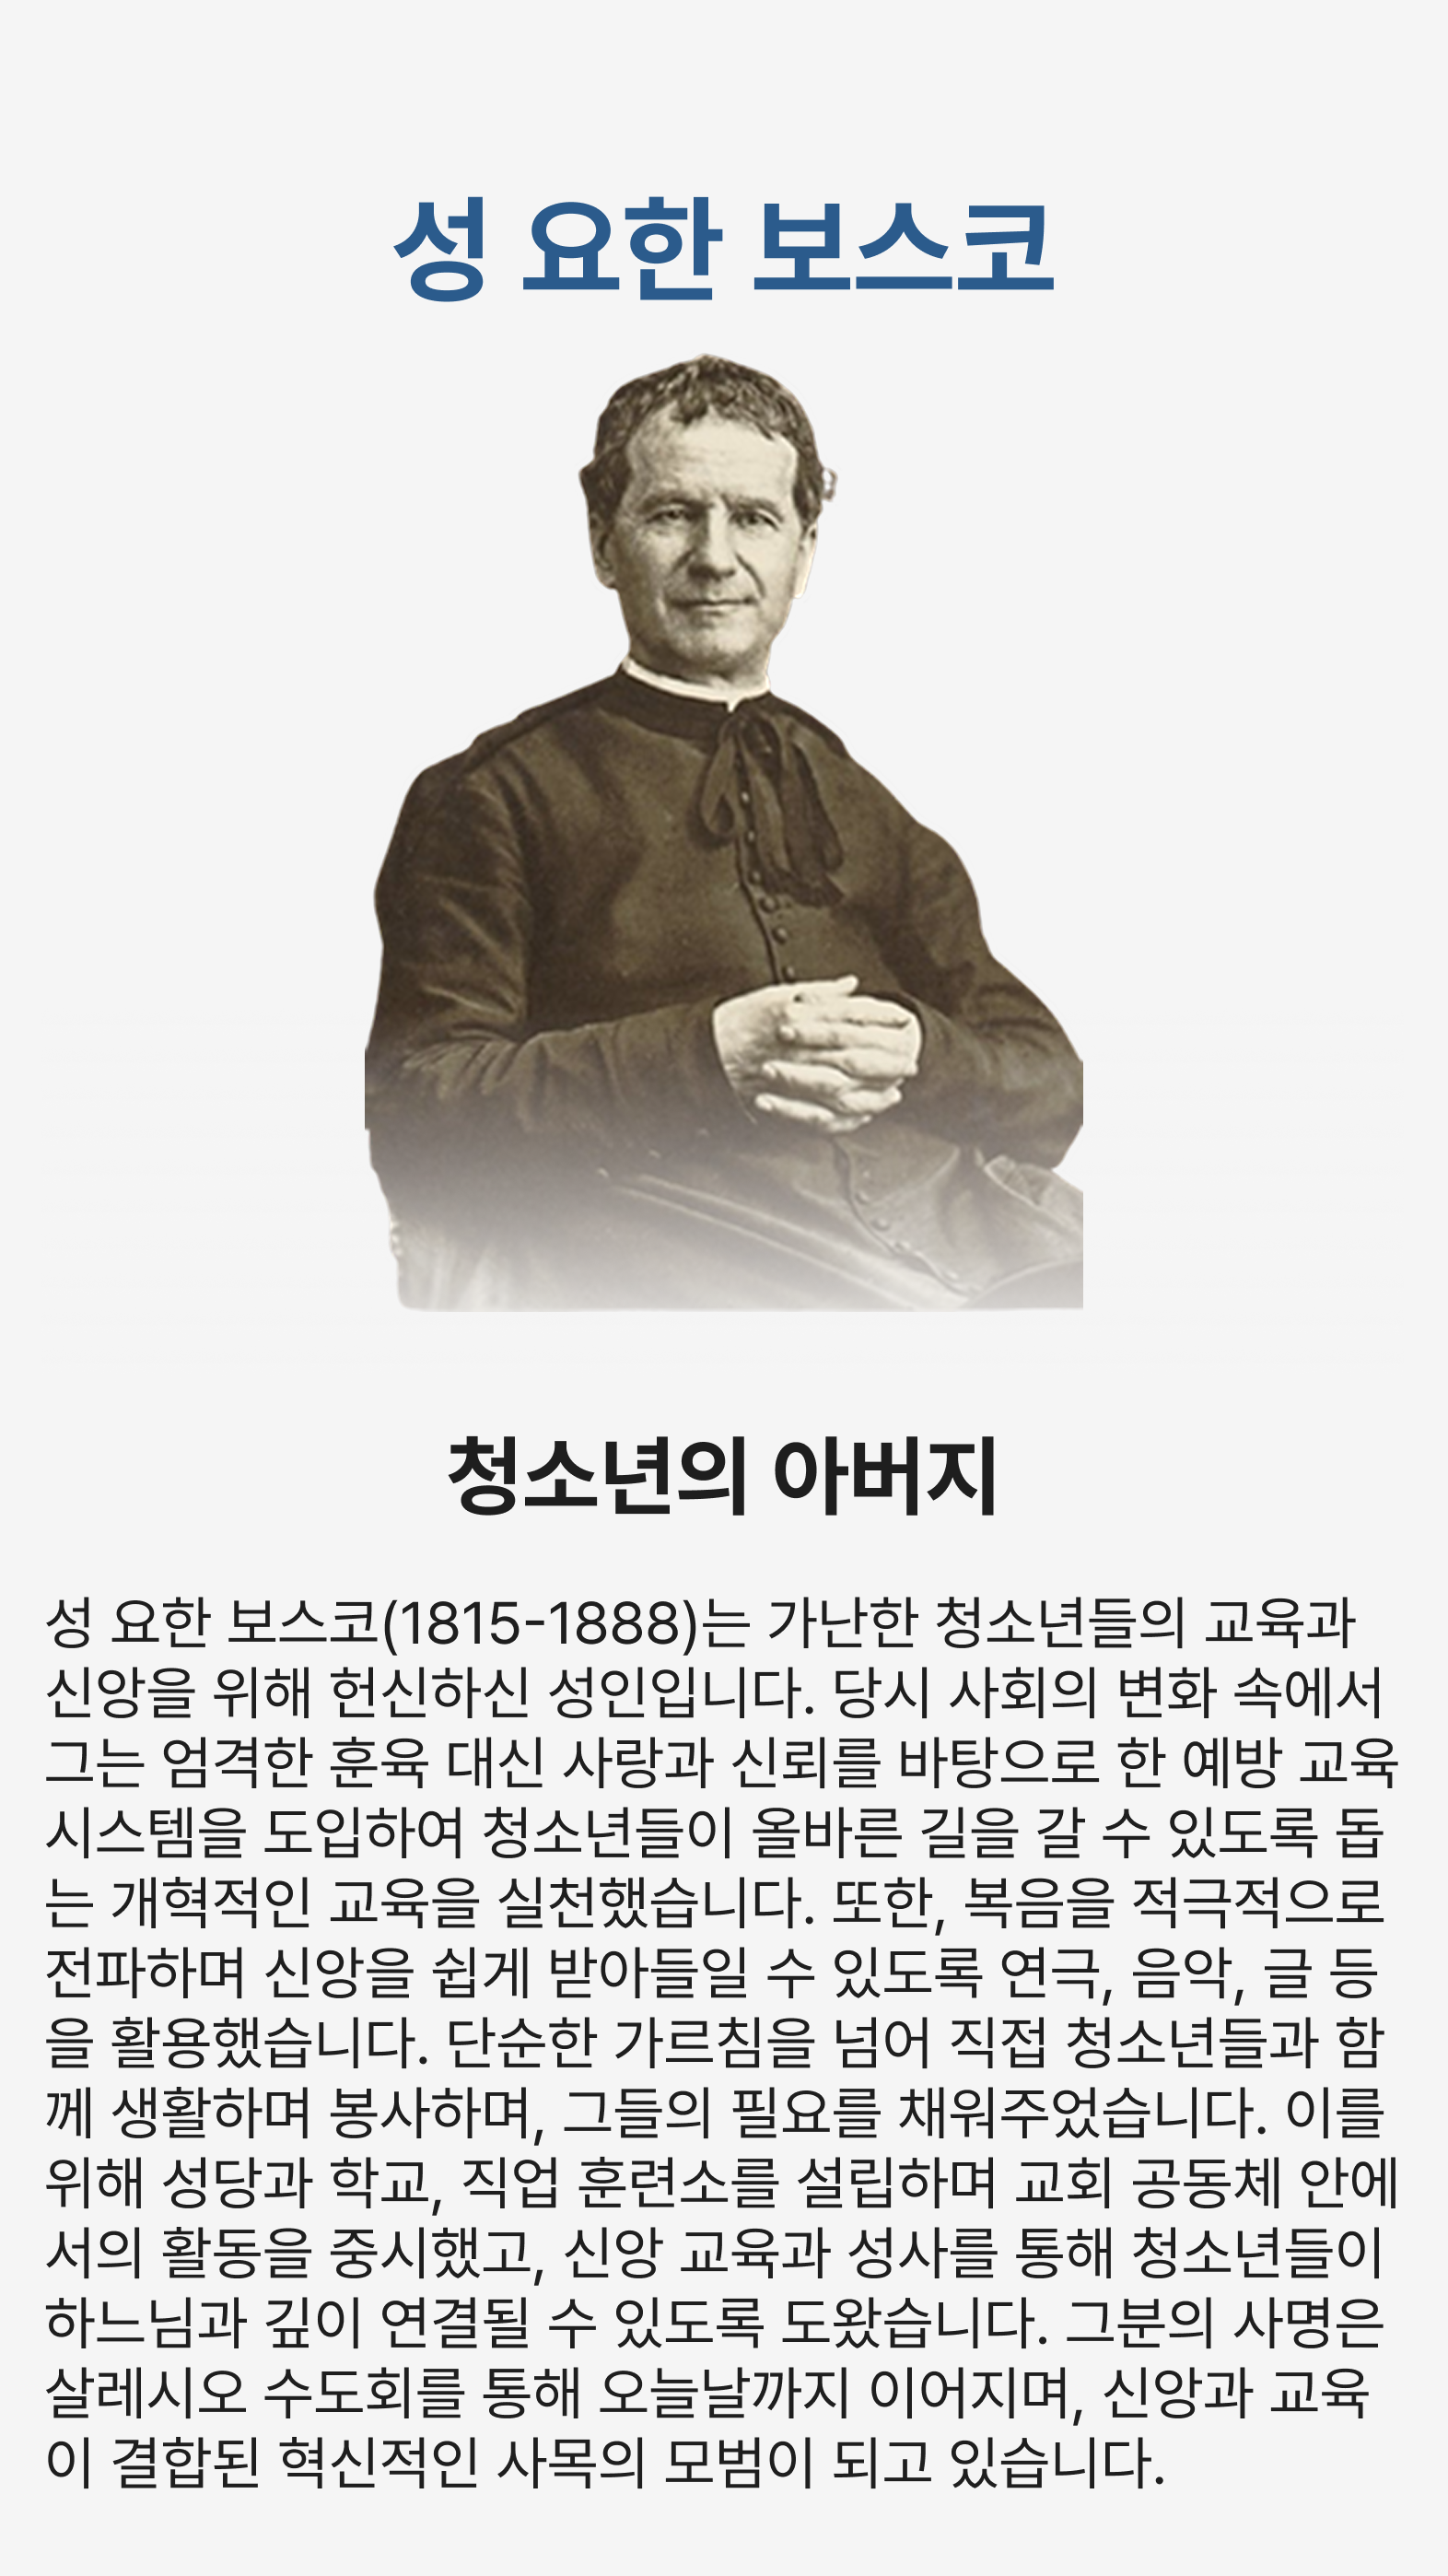 성 요한 보스코
청소년의 아버지
성 요한 보스코(1815-1888)는 가난한 청소년들의 교육과
신앙을 위해 헌신하신 성인입니다. 당시 사회의 변화 속에서
그는 엄격한 훈육 대신 사랑과 신뢰를 바탕으로 한 예방 교육
시스템을 도입하여 청소년들이 올바른 길을 갈 수 있도록 돕
는 개혁적인 교육을 실천했습니다. 또한, 복음을 적극적으로
전파하며 신앙을 쉽게 받아들일 수 있도록 연극, 음악, 글 등
을 활용했습니다. 단순한 가르침을 넘어 직접 청소년들과 함
께 생활하며 봉사하며, 그들의 필요를 채워주었습니다. 이를
위해 성당과 학교, 직업 훈련소를 설립하며 교회 공동체 안에
서의 활동을 중시했고, 신앙 교육과 성사를 통해 청소년들이
하느님과 깊이 연결될 수 있도록 도왔습니다. 그분의 사명은
살레시오 수도회를 통해 오늘날까지 이어지며, 신앙과 교육
이 결합된 혁신적인 사목의 모범이 되고 있습니다.